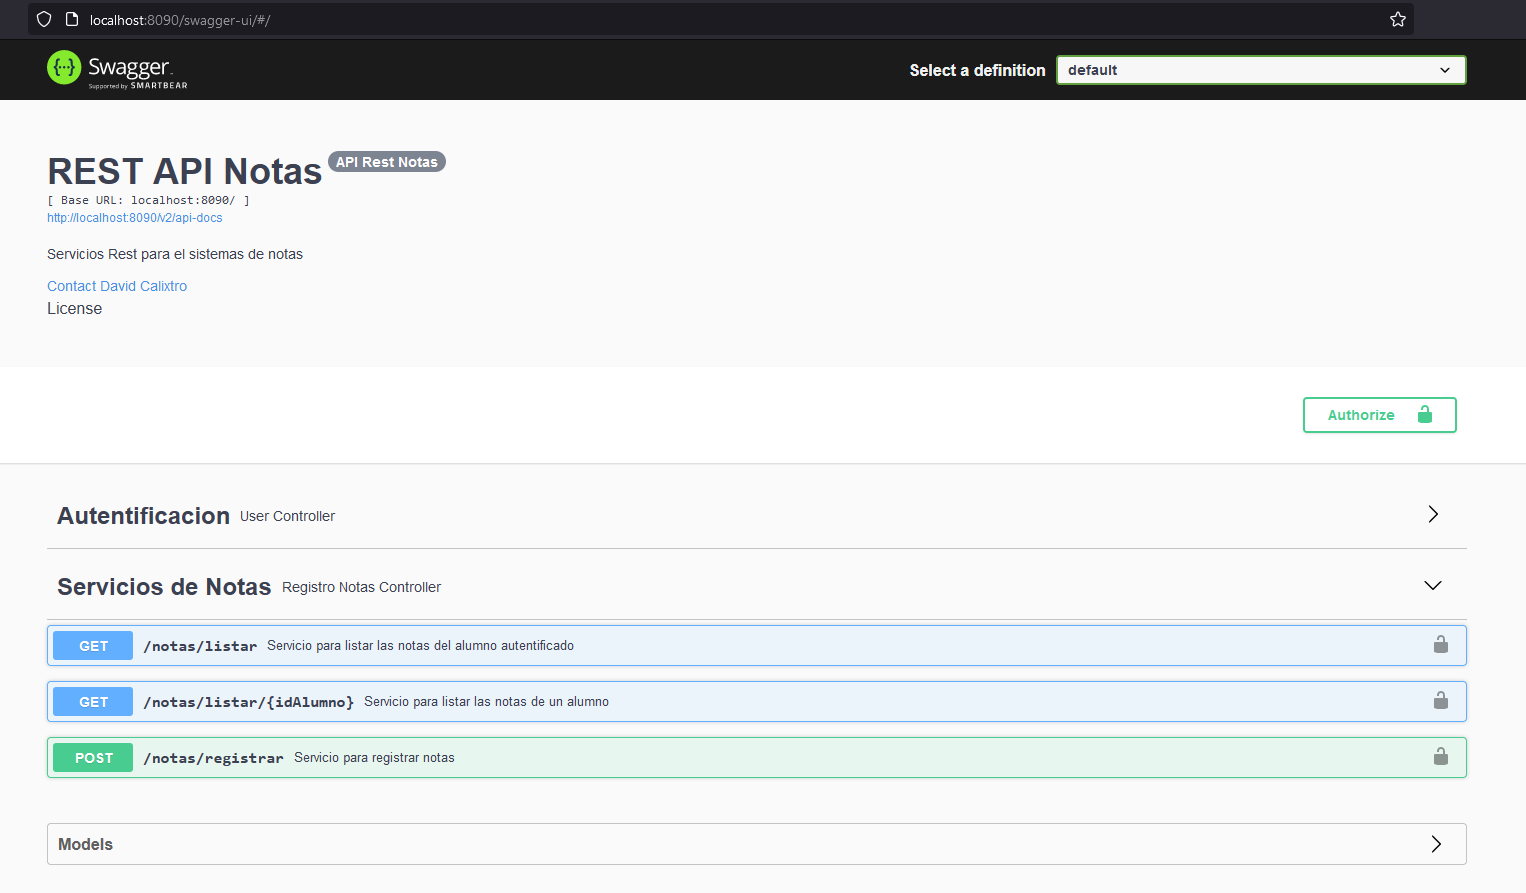 localhost:8090/swagger-ui/#/
Swagger.
Supported by SMARTBEAR
Select a definition
default
REST API Notas API Rest Notas
[ Base URL: localhost:8090/ ]
http://localhost:8090/v2/api-docs
Servicios Rest para el sistemas de notas
Contact David Calixtro
License
Authorize
Autentificacion User Controller
Servicios de Notas Registro Notas Controller
GET /notas/listar Servicio para listar las notas del alumno autentificado
GET /notas/listar/{idAlumno} Servicio para listar las notas de un alumno
POST /notas/registrar Servicio para registrar notas
Models